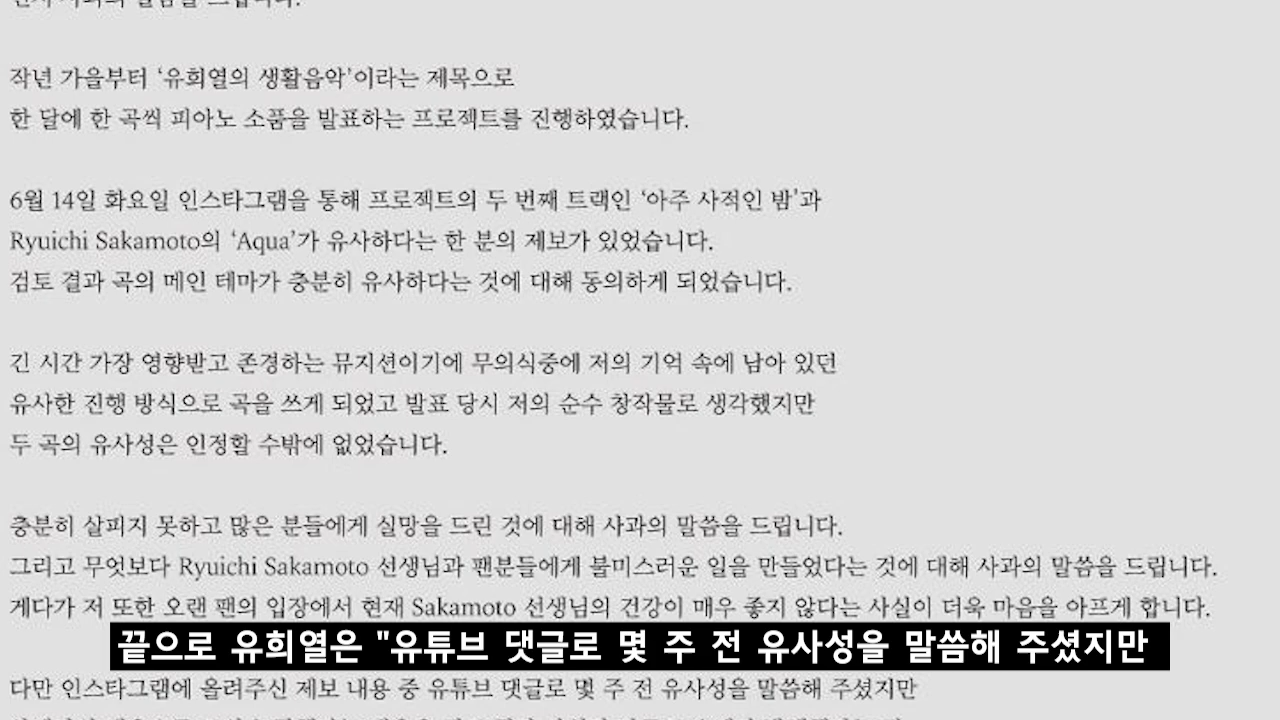 작년 가을부터 ‘유희열의 생활음악’이라는 제목으로
한 달에 한 곡씩 피아노 소품을 발표하는 프로젝트를 진행하였습니다.
6월 14일 화요일 인스타그램을 통해 프로젝트의 두 번째 트랙인 ‘아주 사적인 밤’과
Ryuichi Sakamoto의 ‘Aqua’가 유사하다는 한 분의 제보가 있었습니다.
검토 결과 곡의 메인 테마가 충분히 유사하다는 것에 대해 동의하게 되었습니다.
긴 시간 가장 영향받고 존경하는 뮤지션이기에 무의식중에 저의 기억 속에 남아 있던
유사한 진행 방식으로 곡을 쓰게 되었고 발표 당시 저의 순수 창작물로 생각했지만
두 곡의 유사성은 인정할 수밖에 없었습니다.
충분히 살피지 못하고 많은 분들에게 실망을 드린 것에 대해 사과의 말씀을 드립니다.
그리고 무엇보다 Ryuichi Sakamoto 선생님과 팬분들에게 불미스러운 일을 만들었다는 것에 대해 사과의 말씀을 드립니다.
게다가 저 또한 오랜 팬의 입장에서 현재 Sakamoto 선생님의 건강이 매우 좋지 않다는 사실이 더욱 마음을 아프게 합니다.
끝으로 유희열은 "유튜브 댓글로 몇 주 전 유사성을 말씀해 주셨지만
다만 인스타그램에 올려주신 제보 내용 중 유튜브 댓글로 몇 주 전 유사성을 말씀해 주셨지만